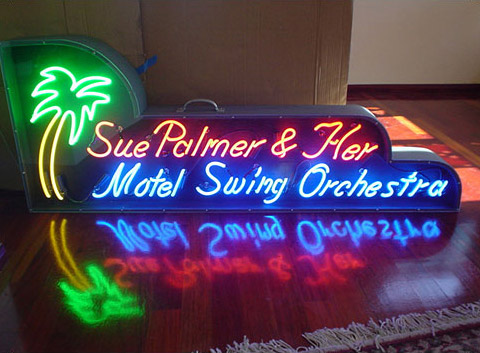 Sue Palmer & Her
Motel Swing Orchestra